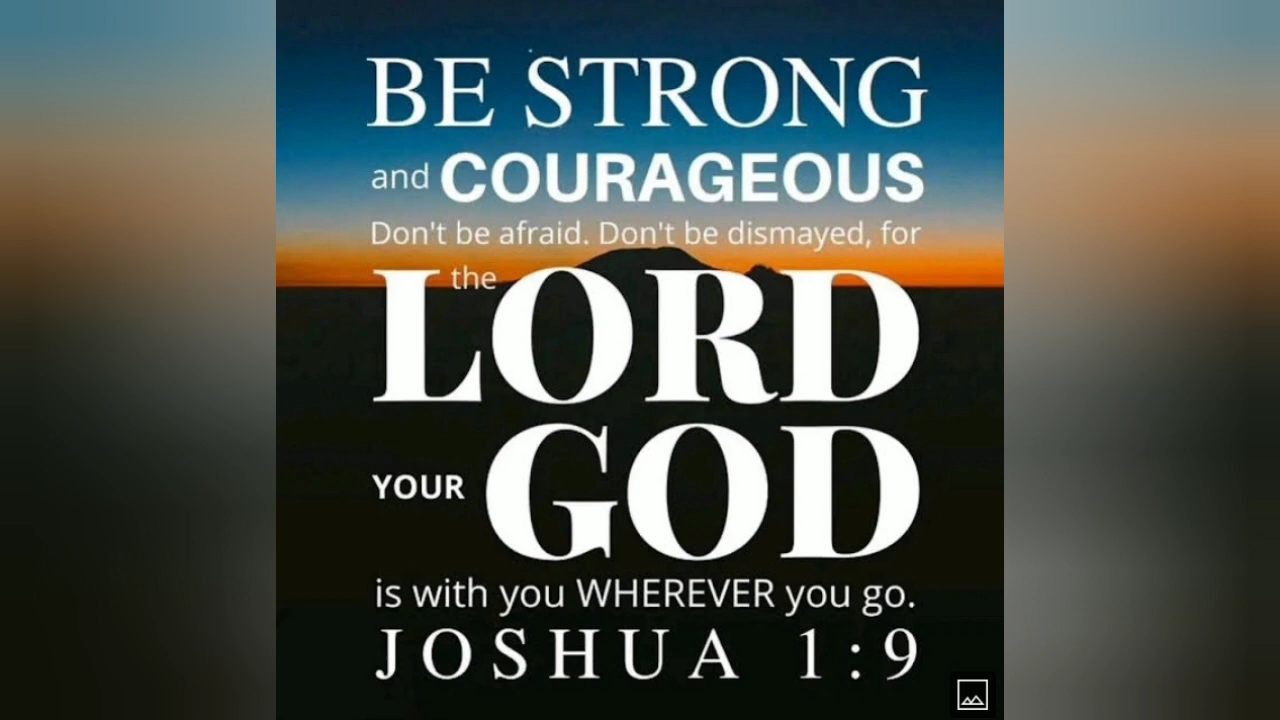 BE STRONG
and COURAGEOUS
Don't be afraid. Don't be dismayed, for
the LORD
YOUR GOD
is with you WHEREVER you go.
JOSHUA 1:9